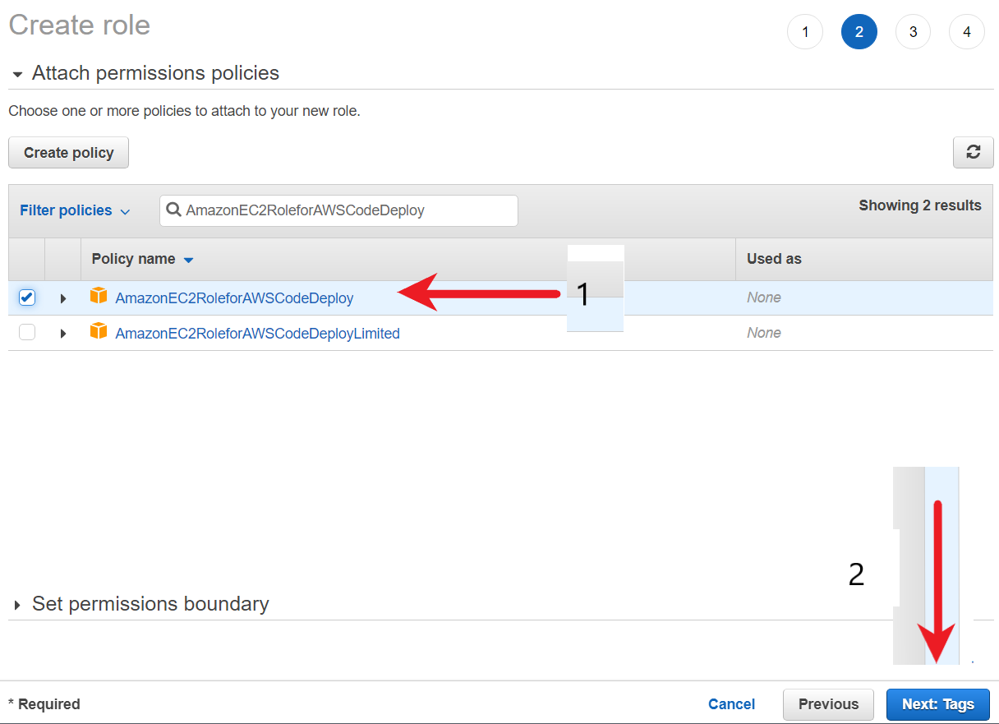 Create role
1 2 3 4
Attach permissions policies
Choose one or more policies to attach to your new role.
Create policy
Filter policies AmazonEC2RoleforAWSCodeDeploy Showing 2 results
Policy name Used as
AmazonEC2RoleforAWSCodeDeploy 1 None
AmazonEC2RoleforAWSCodeDeployLimited None
2
Set permissions boundary
* Required Cancel Previous Next: Tags